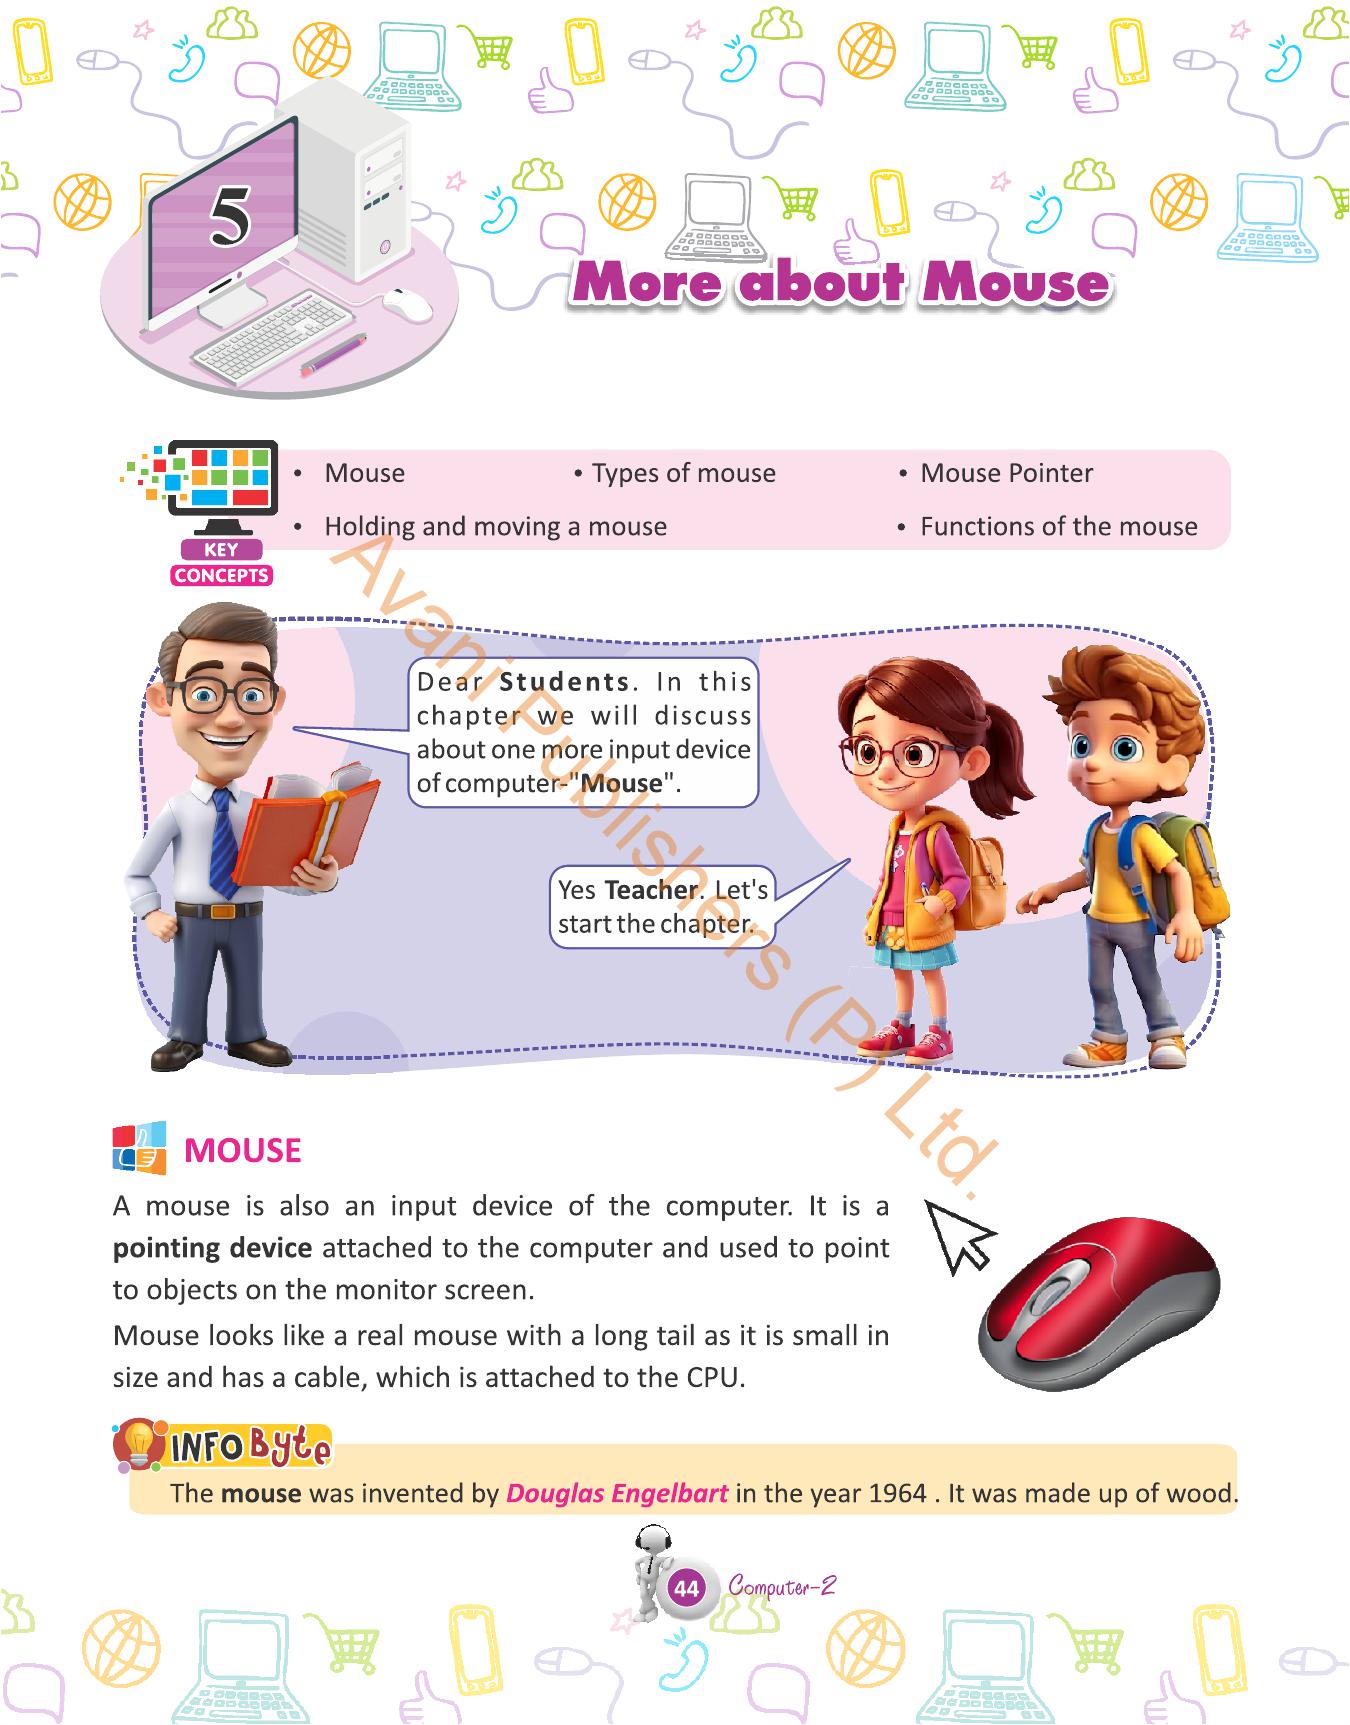 5
More about Mouse
• Mouse • Types of mouse • Mouse Pointer
• Holding and moving a mouse • Functions of the mouse
KEY
CONCEPTS
Dear Students. In this
chapter we will discuss
about one more input device
of computer-"Mouse".
Yes Teacher. Let's
start the chapter.
Avani Publishers (P) Ltd.
MOUSE
A mouse is also an input device of the computer. It is a
pointing device attached to the computer and used to point
to objects on the monitor screen.
Mouse looks like a real mouse with a long tail as it is small in
size and has a cable, which is attached to the CPU.
INFO Byte
The mouse was invented by Douglas Engelbart in the year 1964 . It was made up of wood.
44 Computer-2